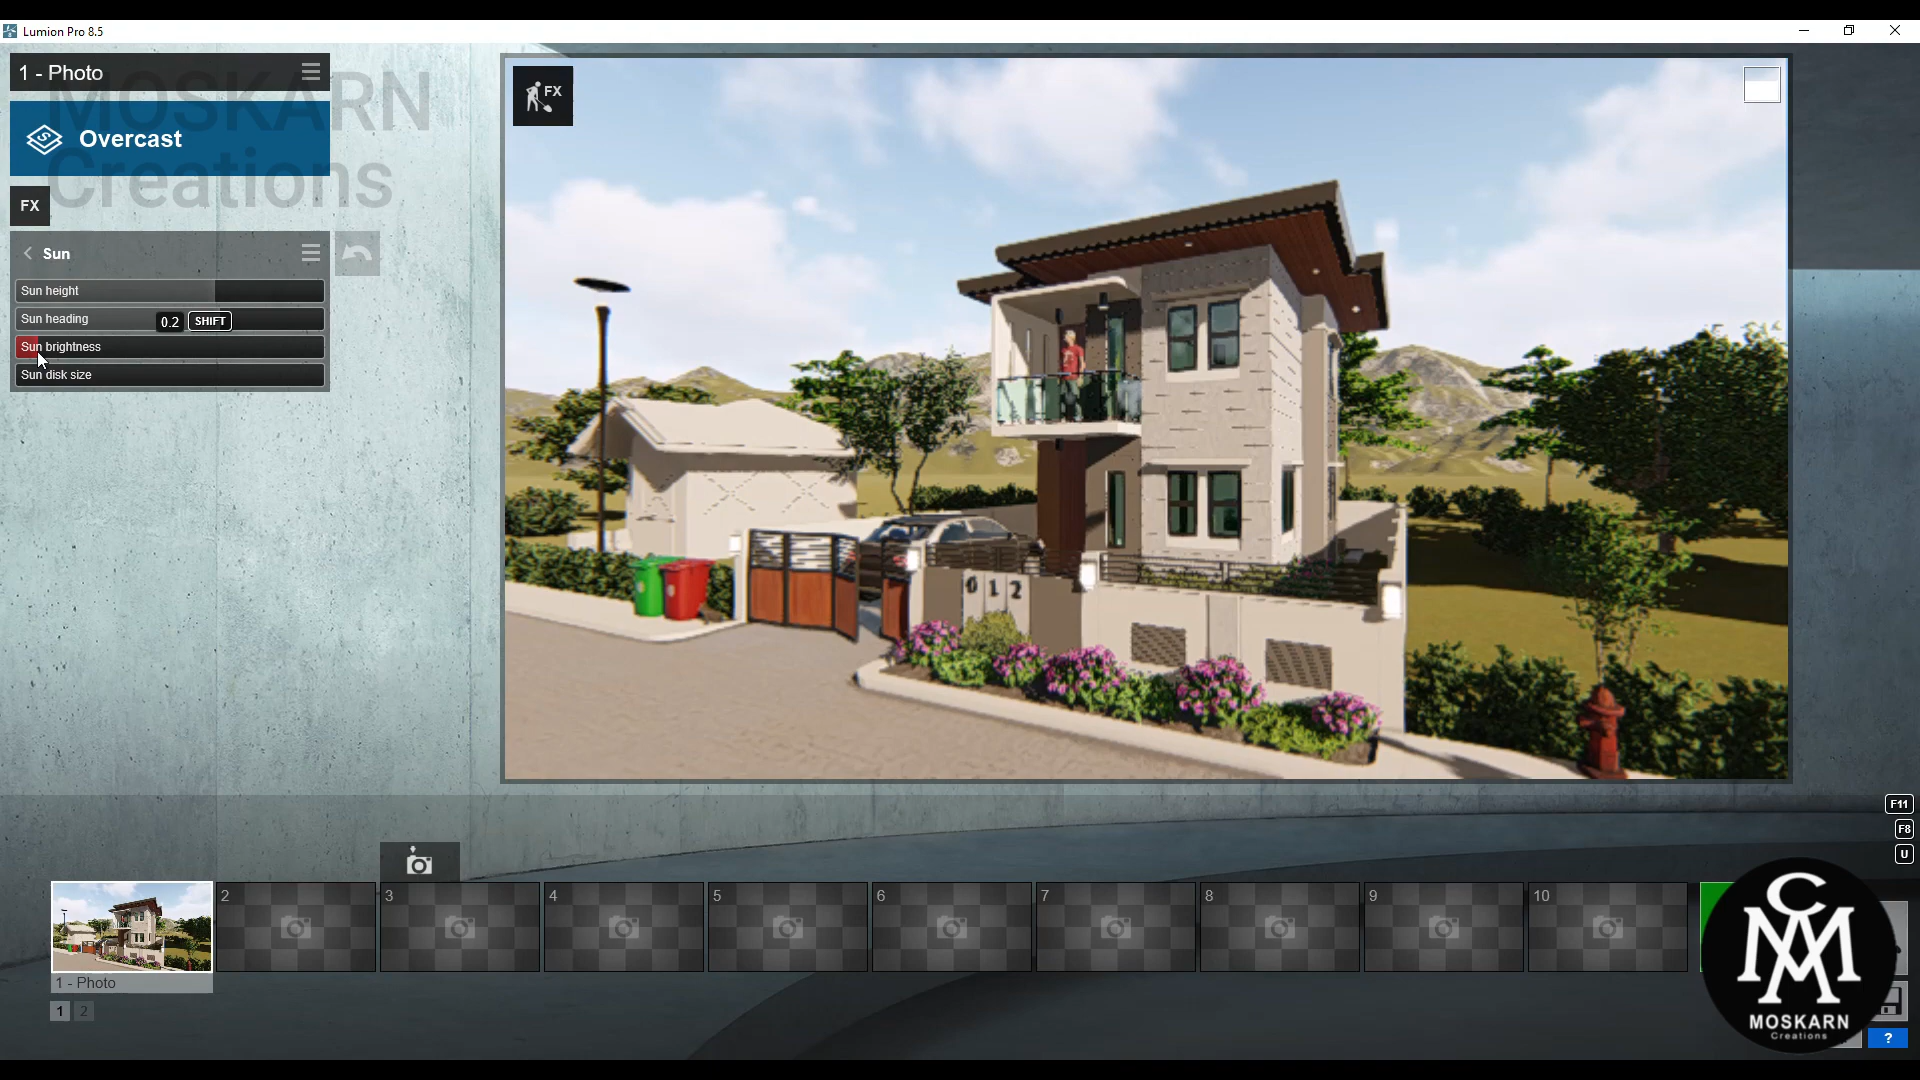 Lumion Pro 8.5
1 - Photo
MOSKARN
Creations
Overcast
FX
Sun
Sun height
Sun heading
0.2 SHIFT
Sun brightness
Sun disk size
FX
0 1 2
F11
F8
U
2 3 4 5 6 7 8 9 10
1 - Photo
1 2
CM
MOSKARN
Creations
?